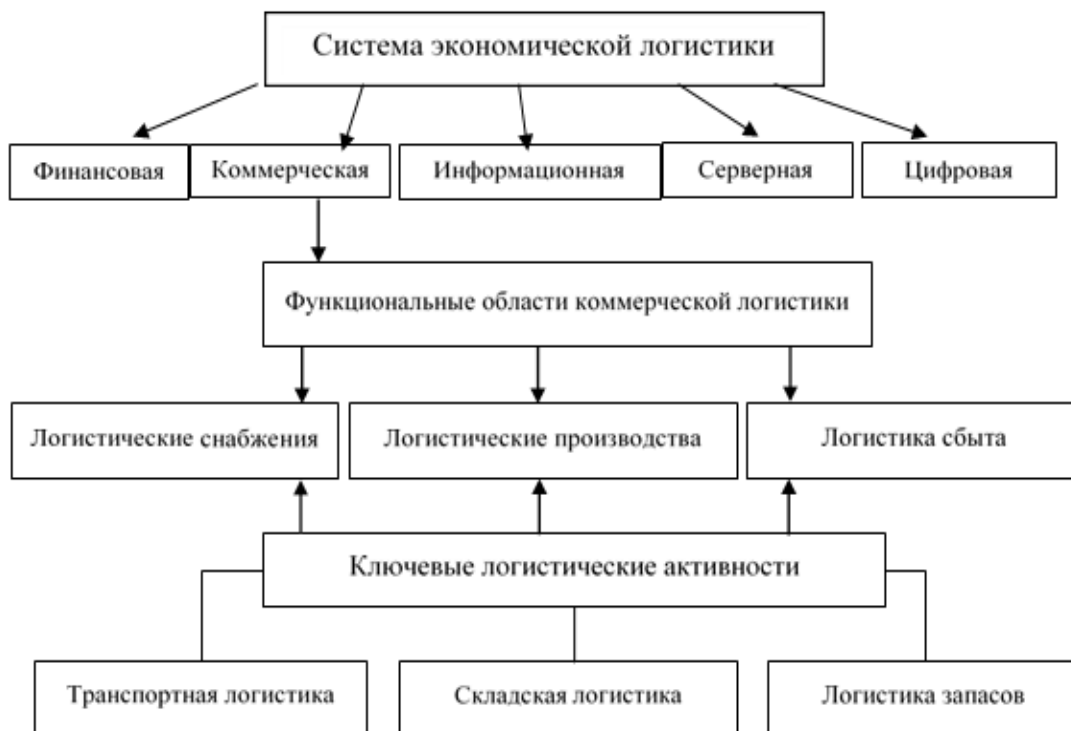 Система экономической логистики
Финансовая
Коммерческая
Информационная
Серверная
Цифровая
Функциональные области коммерческой логистики
Логистические снабжения
Логистические производства
Логистика сбыта
Ключевые логистические активности
Транспортная логистика
Складская логистика
Логистика запасов